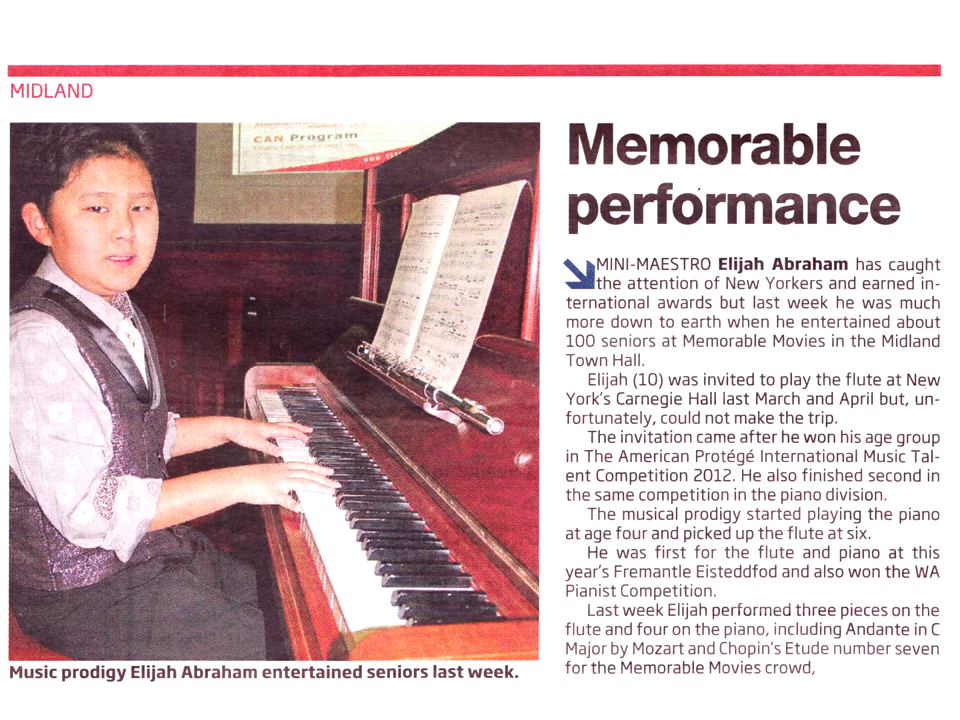 MIDLAND
CAN Program
Memorable
performance
MINI-MAESTRO Elijah Abraham has caught
the attention of New Yorkers and earned in-
ternational awards but last week he was much
more down to earth when he entertained about
100 seniors at Memorable Movies in the Midland
Town Hall.
Elijah (10) was invited to play the flute at New
York's Carnegie Hall last March and April but, un-
fortunately, could not make the trip.
The invitation came after he won his age group
in The American Protégé International Music Tal-
ent Competition 2012. He also finished second in
the same competition in the piano division.
The musical prodigy started playing the piano
at age four and picked up the flute at six.
He was first for the flute and piano at this
year's Fremantle Eisteddfod and also won the WA
Pianist Competition.
Last week Elijah performed three pieces on the
flute and four on the piano, including Andante in C
Major by Mozart and Chopin's Etude number seven
for the Memorable Movies crowd,
Music prodigy Elijah Abraham entertained seniors last week.